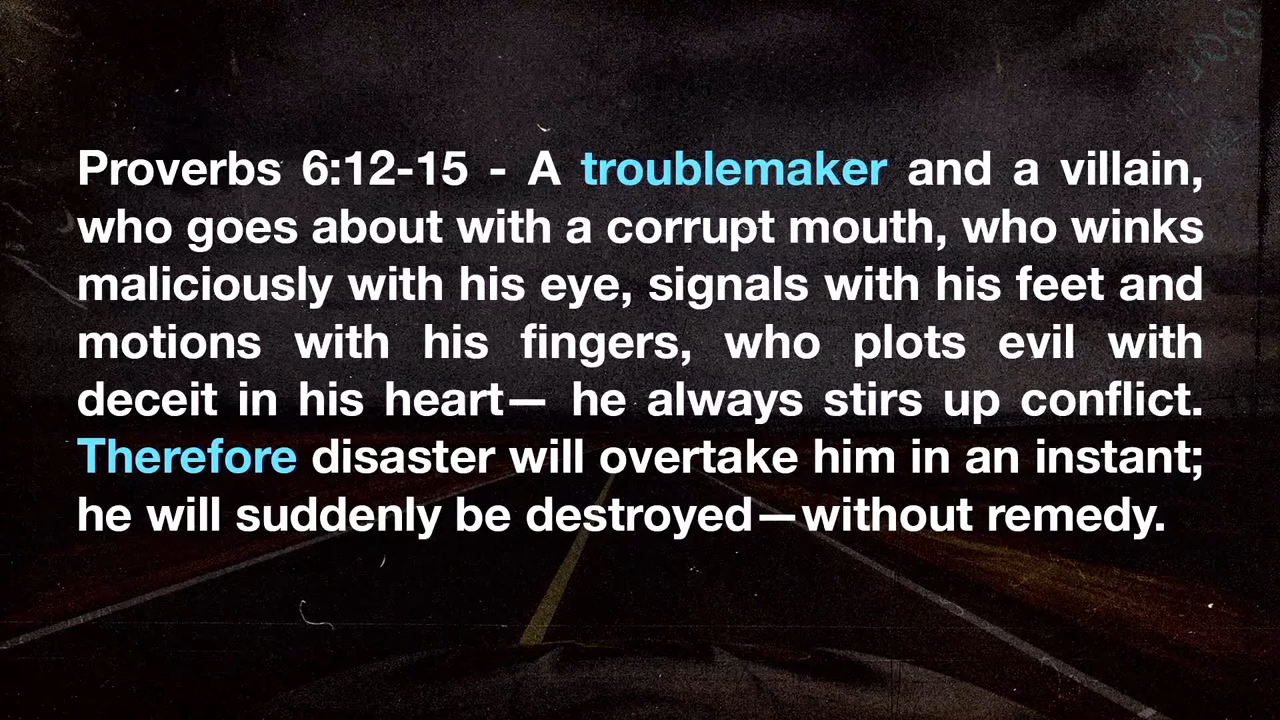 Proverbs 6:12-15 - A troublemaker and a villain,
who goes about with a corrupt mouth, who winks
maliciously with his eye, signals with his feet and
motions with his fingers, who plots evil with
deceit in his heart— he always stirs up conflict.
Therefore disaster will overtake him in an instant;
he will suddenly be destroyed—without remedy.